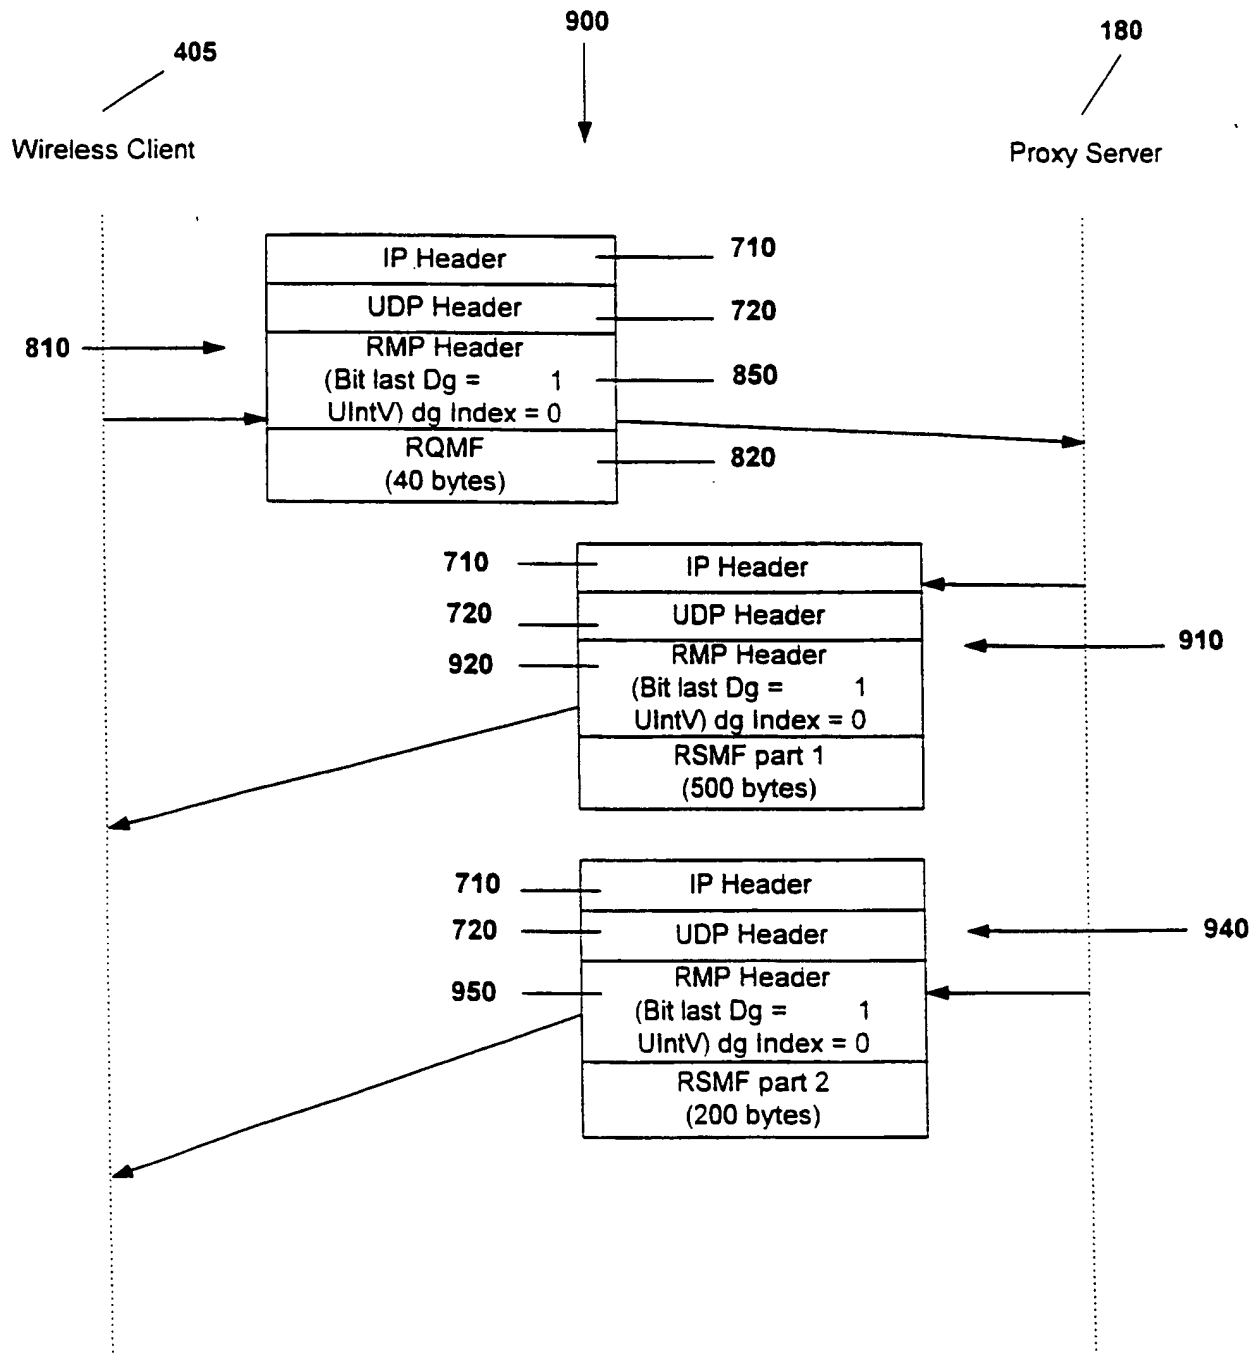 900
180
405
Wireless Client
Proxy Server
IP Header
710
UDP Header
720
810
RMP Header
(Bit last Dg = 1
850
UIntV) dg Index = 0
RQMF
820
(40 bytes)
710
IP Header
720
UDP Header
910
920
RMP Header
(Bit last Dg = 1
UIntV) dg Index = 0
RSMF part 1
(500 bytes)
710
IP Header
720
UDP Header
940
950
RMP Header
(Bit last Dg = 1
UIntV) dg Index = 0
RSMF part 2
(200 bytes)